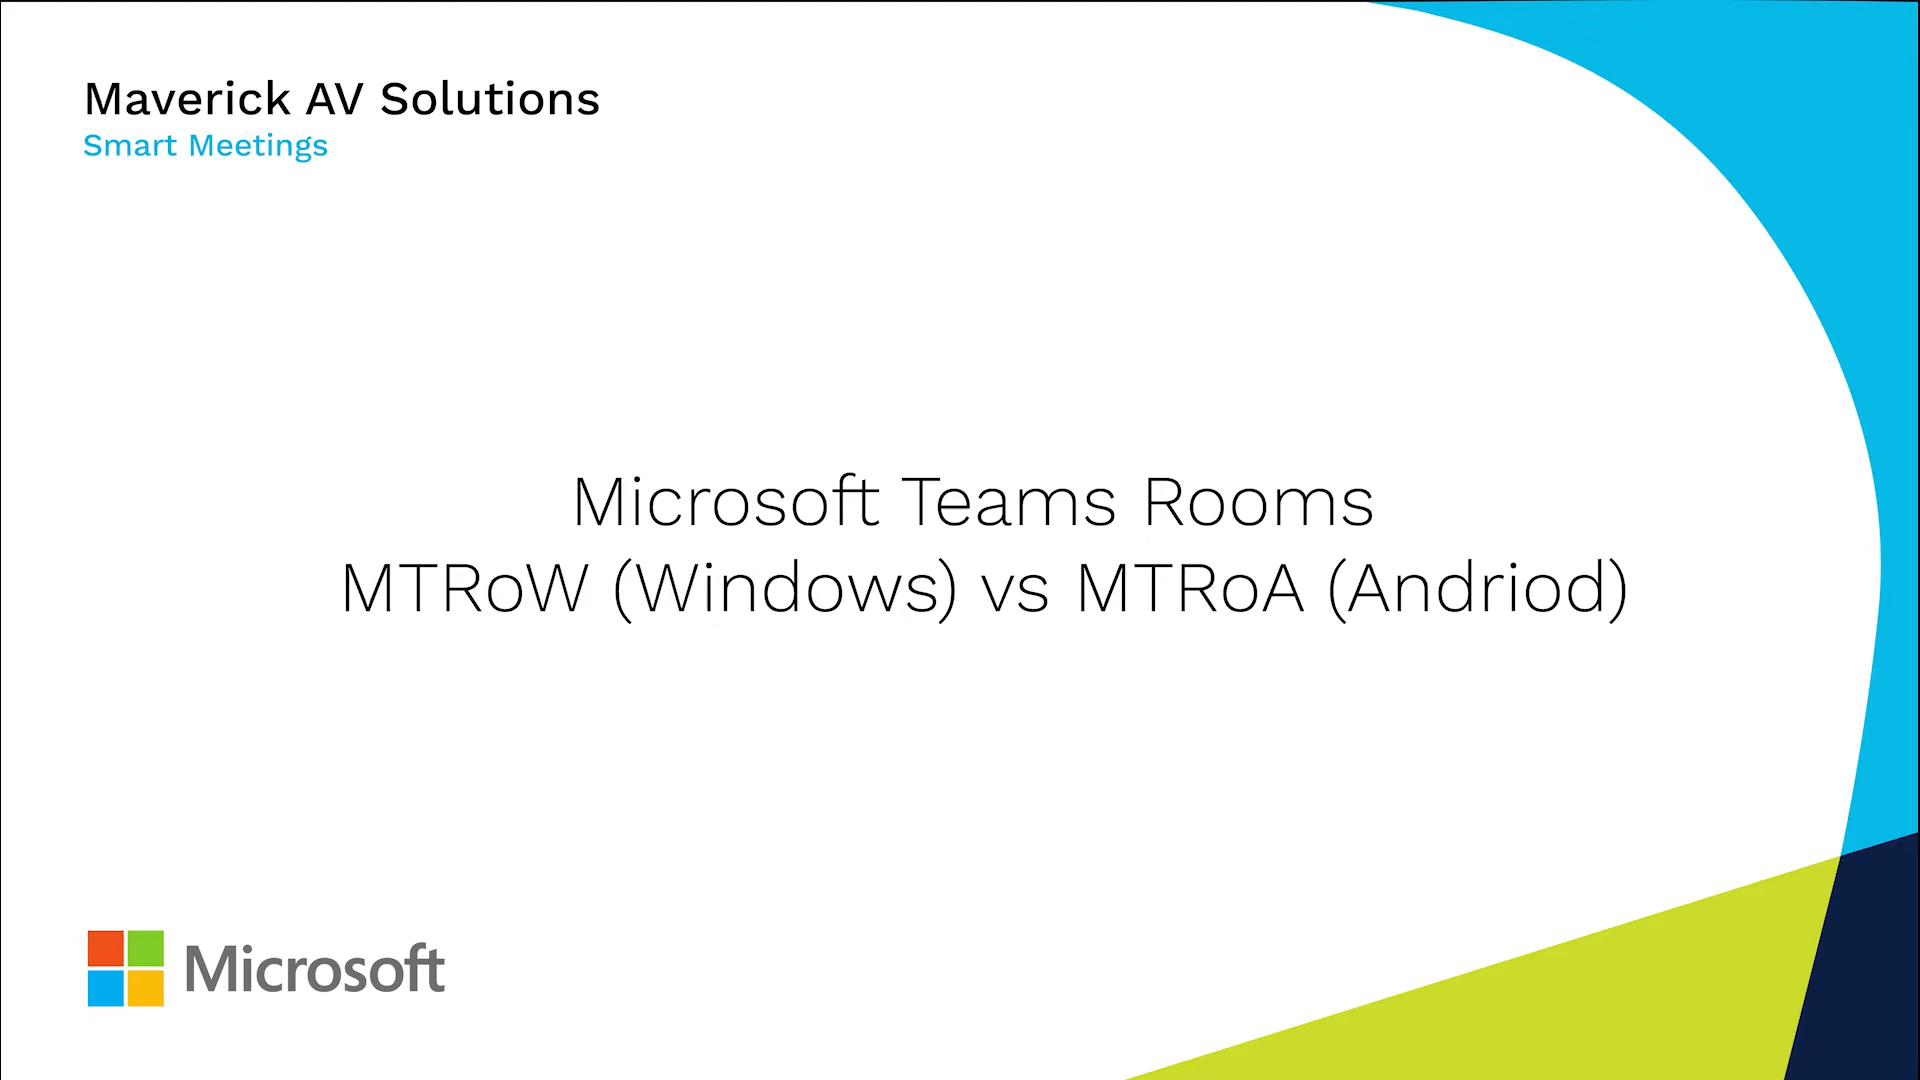 Maverick AV Solutions
Smart Meetings
Microsoft Teams Rooms
MTRoW (Windows) vs MTRoA (Andriod)
Microsoft